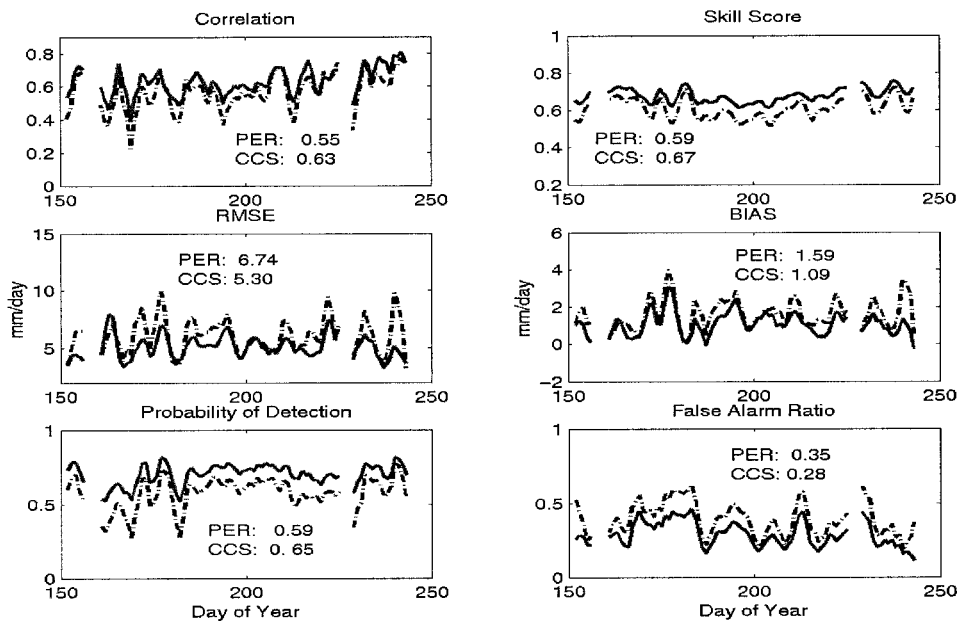 Correlation
0.8
0.6
0.4
0.2
0
PER: 0.55
CCS: 0.63
150 200 250
Skill Score
1
0.8
0.6
0.4
0.2
PER: 0.59
CCS: 0.67
150 200 250
RMSE
mm/day
15
10
5
PER: 6.74
CCS: 5.30
150 200 250
BIAS
mm/day
6
4
2
0
−2
PER: 1.59
CCS: 1.09
150 200 250
Probability of Detection
1
0.5
0
PER: 0.59
CCS: 0. 65
150 200 250
Day of Year
False Alarm Ratio
1
0.5
0
PER: 0.35
CCS: 0.28
150 200 250
Day of Year